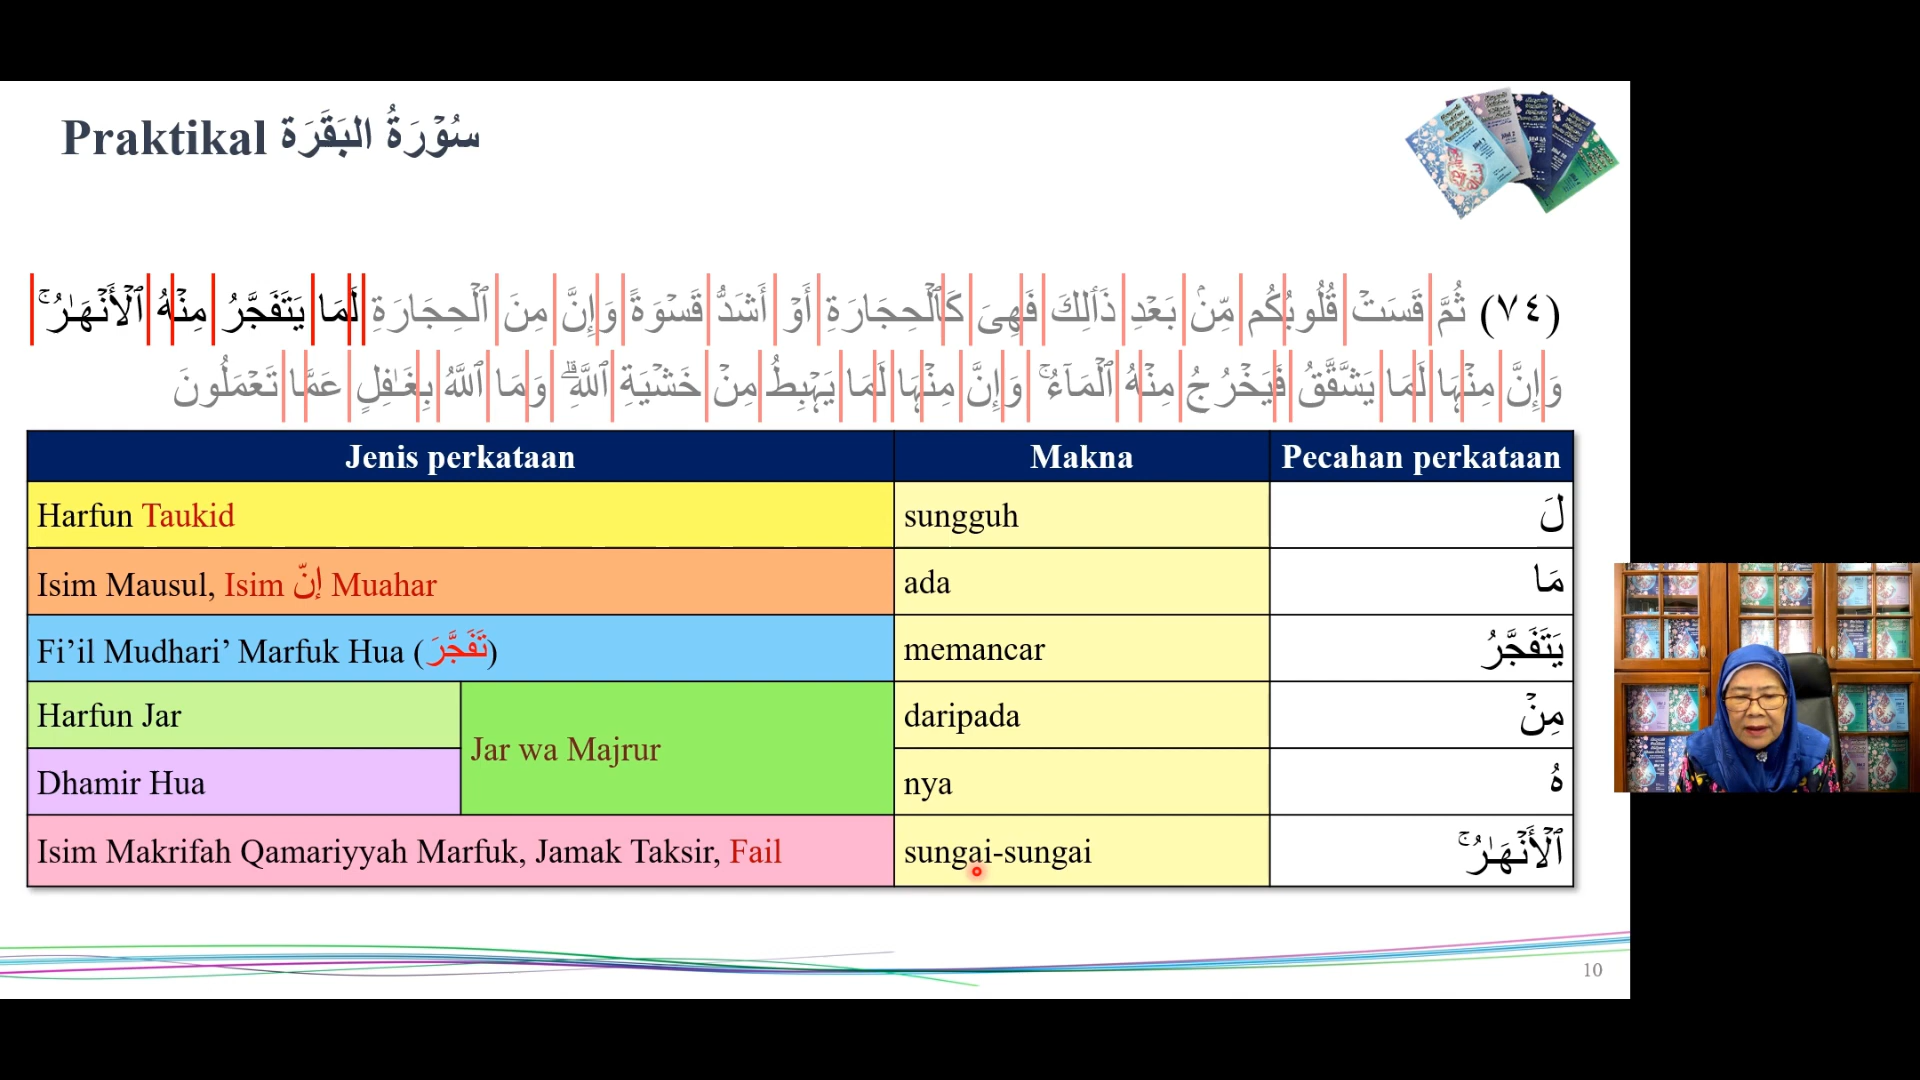 Praktikal سُوْرَةُ البَقَرَة
(٧٤) ثُمَّ قَسَتْ قُلُوبُكُم مِّنۢ بَعْدِ ذَٰلِكَ فَهِىَ كَٱلْحِجَارَةِ أَوْ أَشَدُّ قَسْوَةً وَإِنَّ مِنَ ٱلْحِجَارَةِ لَمَا يَتَفَجَّرُ مِنْهُ ٱلْأَنْهَـٰرُ ۚ
وَإِنَّ مِنْهَا لَمَا يَشَّقَّقُ فَيَخْرُجُ مِنْهُ ٱلْمَآءُ ۚ وَإِنَّ مِنْهَا لَمَا يَهْبِطُ مِنْ خَشْيَةِ ٱللَّهِ ۗ وَمَا ٱللَّهُ بِغَـٰفِلٍ عَمَّا تَعْمَلُونَ
Jenis perkataan Makna Pecahan perkataan
Harfun Taukid sungguh لَ
Isim Mausul, Isim إنّ Muahar ada مَا
Fi’il Mudhari’ Marfuk Hua (تَفَجَّرَ) memancar يَتَفَجَّرُ
Harfun Jar daripada مِنْ
Jar wa Majrur
Dhamir Hua nya هُ
Isim Makrifah Qamariyyah Marfuk, Jamak Taksir, Fail sungai-sungai ٱلْأَنْهَـٰرُ ۚ
10